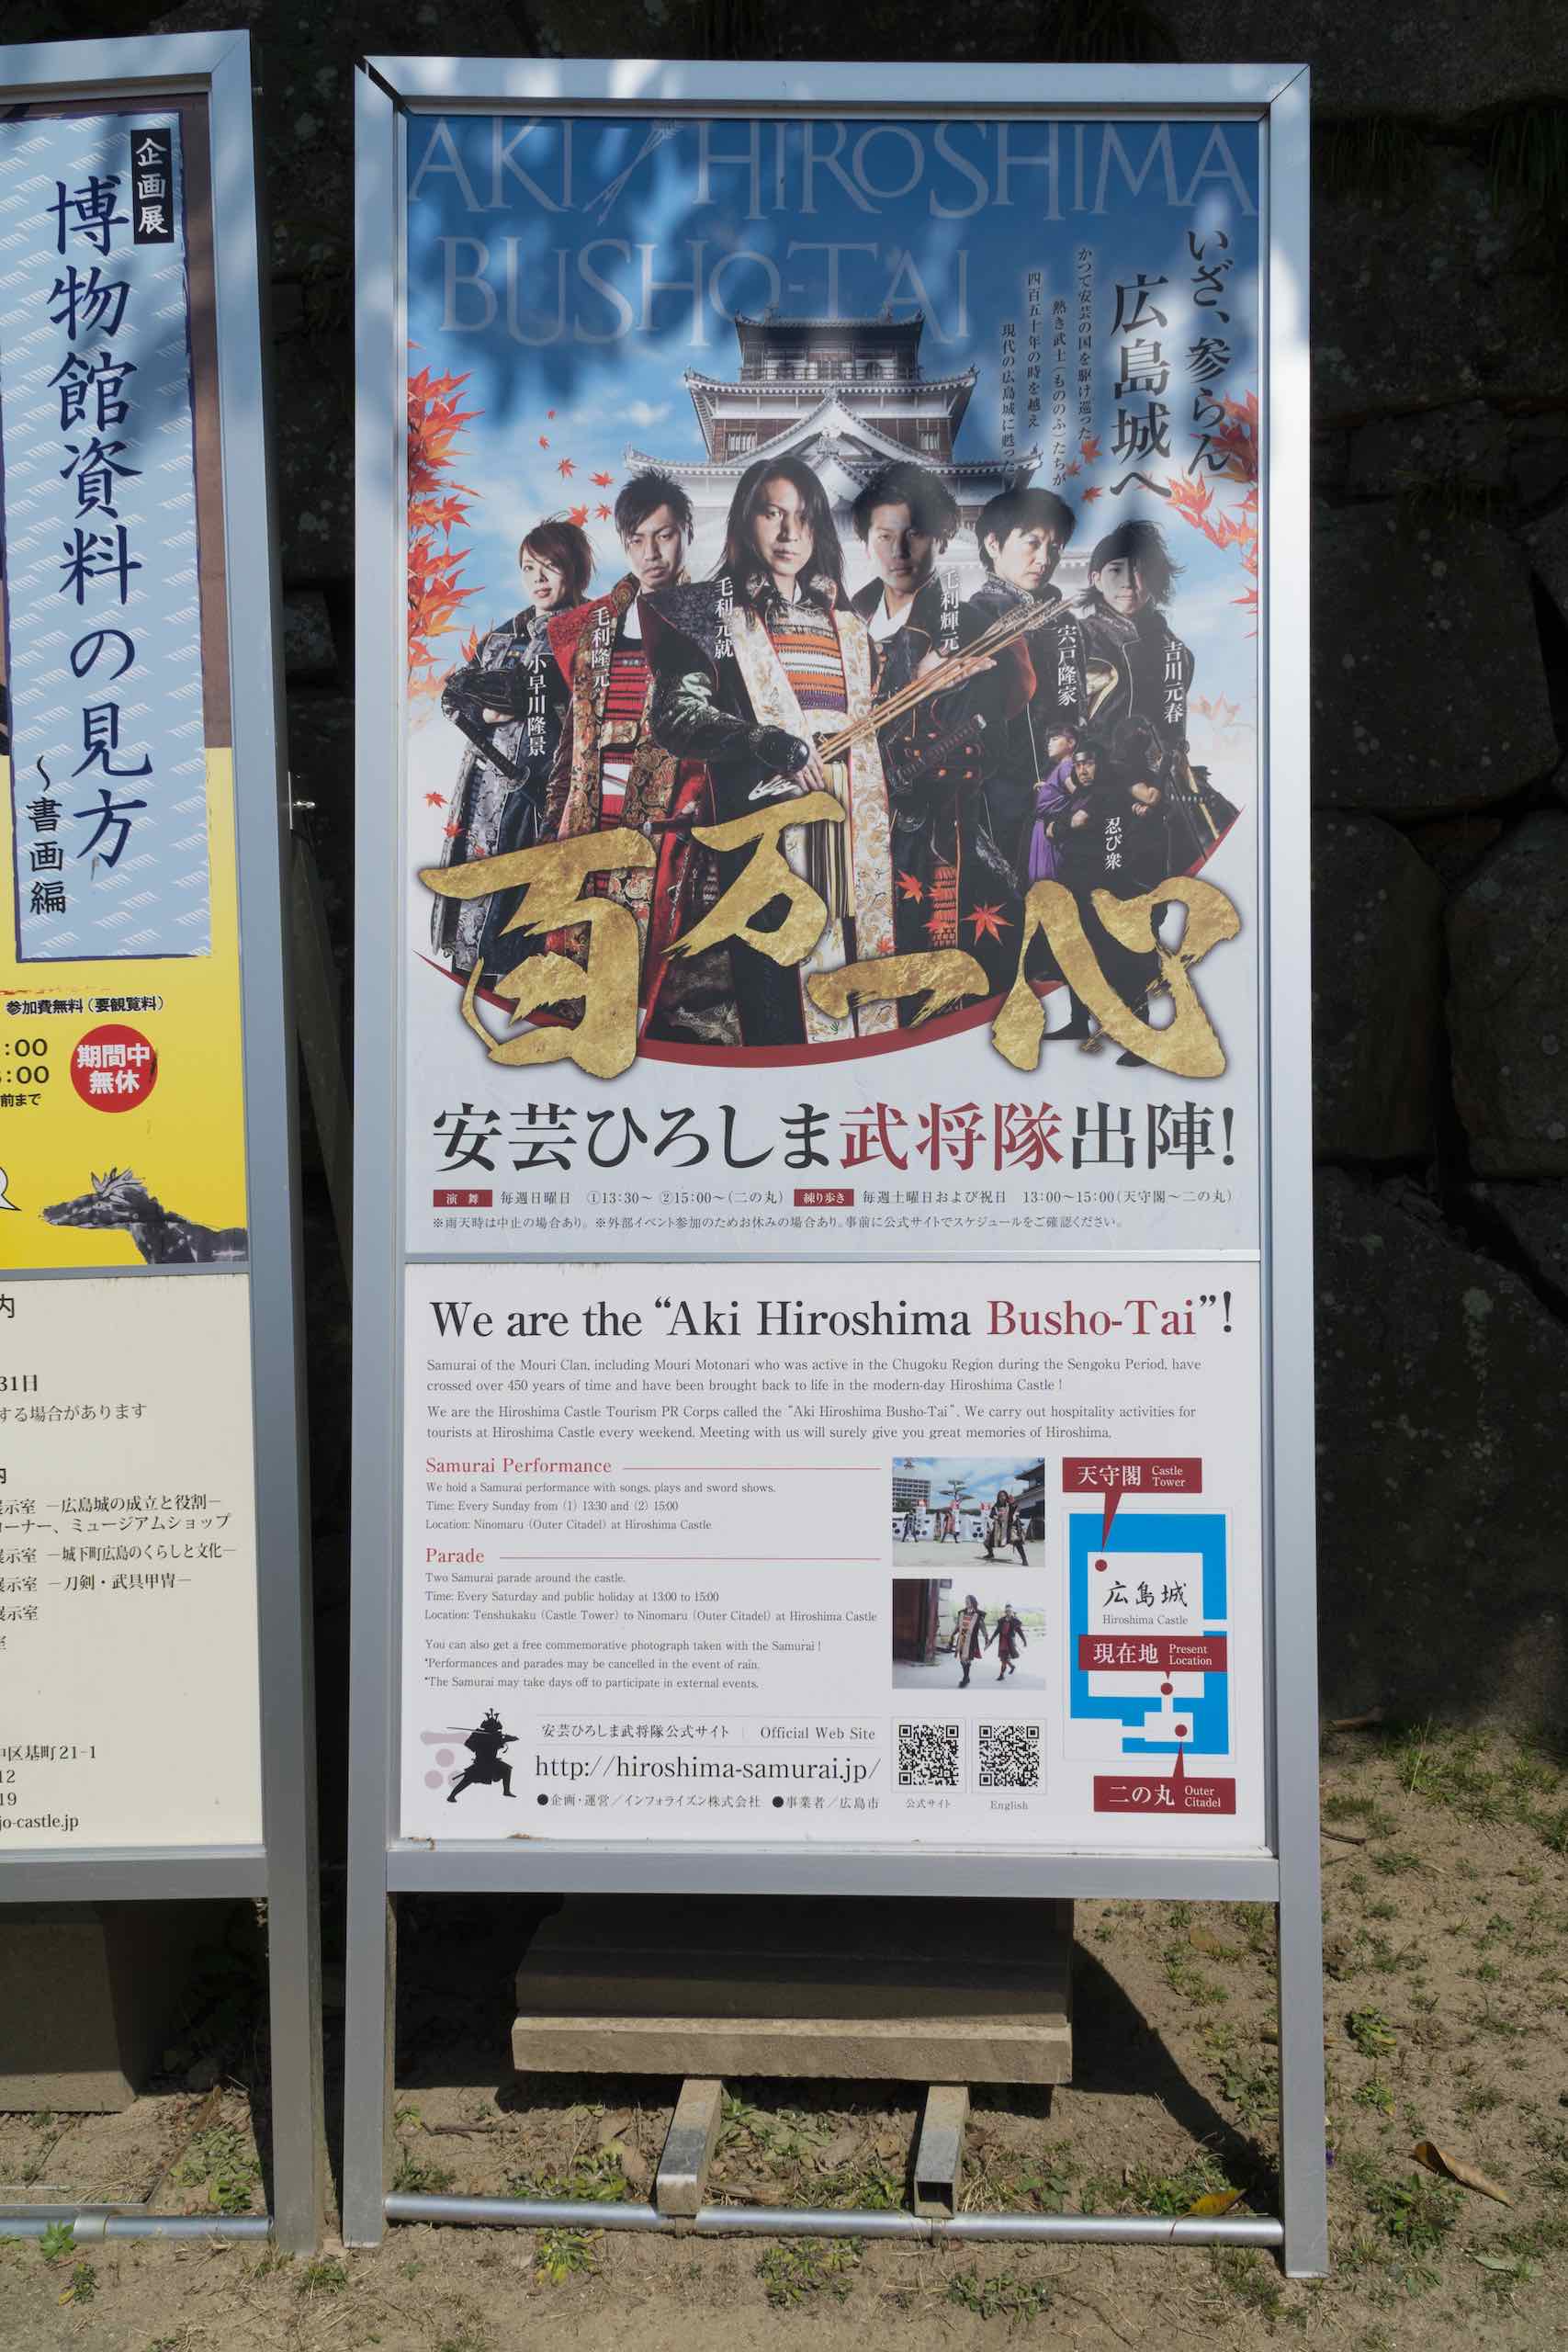 企画展
博物館資料の見方
～書画編
参加費無料（要観覧料）
:00
:00
前まで
期間中
無休
内
31日
する場合があります
内
展示室 ―広島城の成立と役割―
コーナー、ミュージアムショップ
展示室 ―城下町広島のくらしと文化―
展示室 ―刀剣・武具甲冑―
展示室
室
中区基町21-1
12
19
jo-castle.jp
AKI HIROSHIMA
BUSHO-TAI
いざ、参らん
広島城へ
かつて安芸の国を駆け巡った
熱き武士（もののふ）たちが
四百五十年の時を越え
現代の広島城に甦った
小早川隆景
毛利隆元
毛利元就
毛利輝元
宍戸隆家
吉川元春
忍び衆
百万一心
安芸ひろしま武将隊出陣!
演舞 毎週日曜日 ①13:30～ ②15:00～（二の丸） 練り歩き 毎週土曜日および祝日 13:00～15:00（天守閣～二の丸）
※雨天時は中止の場合あり。※外部イベント参加のためお休みの場合あり。事前に公式サイトでスケジュールをご確認ください。
We are the “Aki Hiroshima Busho-Tai”!
Samurai of the Mouri Clan, including Mouri Motonari who was active in the Chugoku Region during the Sengoku Period, have
crossed over 450 years of time and have been brought back to life in the modern-day Hiroshima Castle !
We are the Hiroshima Castle Tourism PR Corps called the “Aki Hiroshima Busho-Tai”. We carry out hospitality activities for
tourists at Hiroshima Castle every weekend. Meeting with us will surely give you great memories of Hiroshima.
Samurai Performance
We hold a Samurai performance with songs, plays and sword shows.
Time: Every Sunday from (1) 13:30 and (2) 15:00
Location: Ninomaru (Outer Citadel) at Hiroshima Castle
Parade
Two Samurai parade around the castle.
Time: Every Saturday and public holiday at 13:00 to 15:00
Location: Tenshukaku (Castle Tower) to Ninomaru (Outer Citadel) at Hiroshima Castle
You can also get a free commemorative photograph taken with the Samurai !
*Performances and parades may be cancelled in the event of rain.
*The Samurai may take days off to participate in external events.
天守閣 Castle Tower
広島城
Hiroshima Castle
現在地 Present Location
二の丸 Outer Citadel
安芸ひろしま武将隊公式サイト | Official Web Site
http://hiroshima-samurai.jp/
●企画・運営／インフォライズン株式会社 ●事業者／広島市
公式サイト
English